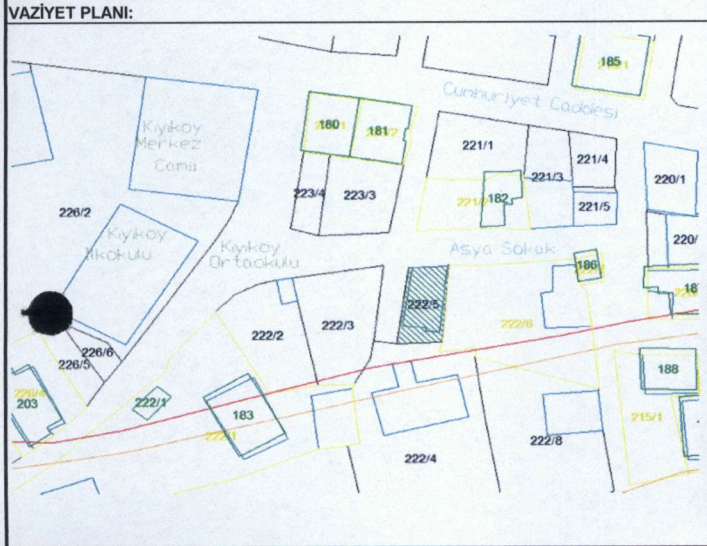 VAZİYET PLANI:
185
Cumhuriyet Caddesi
180
181
Kıyıköy
Merkez
Camii
221/1
221/4
223/4
223/3
221/3
220/1
182
221/5
226/2
Kıyıköy
İlkokulu
Kıyıköy
Ortaokulu
Asya Sokak
220/
186
222/5
222/2
222/3
222/6
226/6
226/5
188
203
222/1
183
215/1
222/4
222/8